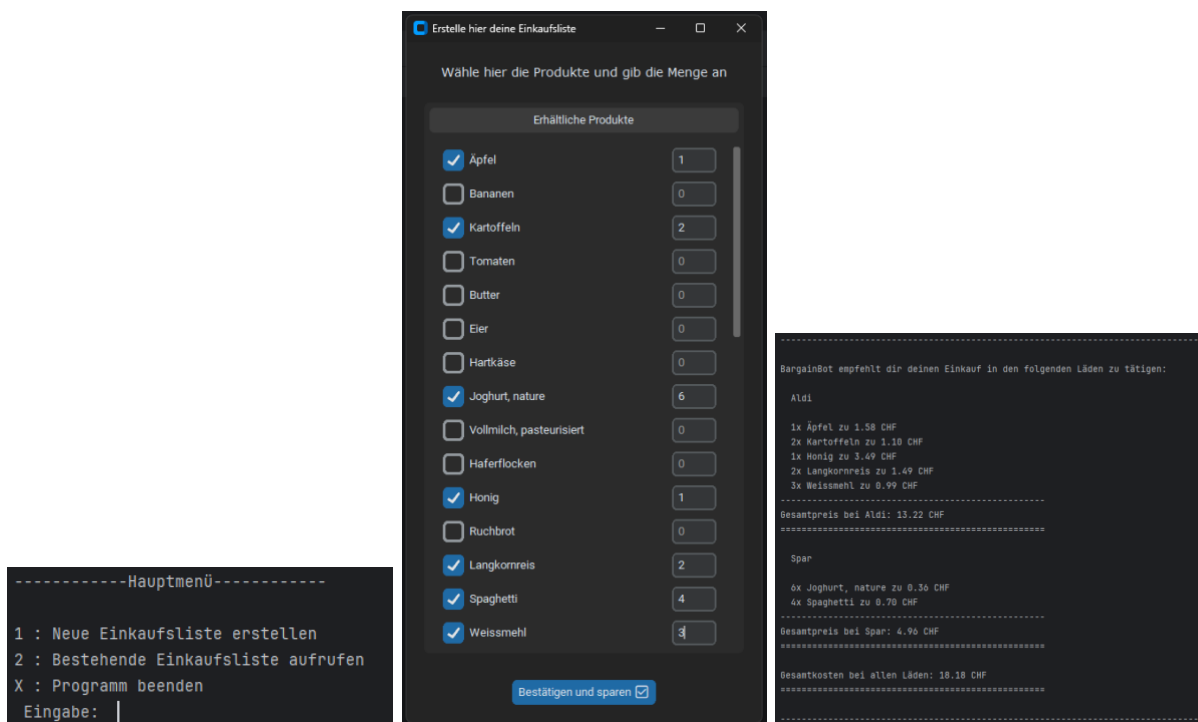 ------------Hauptmenü------------
1 : Neue Einkaufsliste erstellen
2 : Bestehende Einkaufsliste aufrufen
X : Programm beenden
Eingabe:
Erstelle hier deine Einkaufsliste
Wähle hier die Produkte und gib die Menge an
Erhältliche Produkte
Äpfel 1
Bananen 0
Kartoffeln 2
Tomaten 0
Butter 0
Eier 0
Hartkäse 0
Joghurt, nature 6
Vollmilch, pasteurisiert 0
Haferflocken 0
Honig 1
Ruchbrot 0
Langkornreis 2
Spaghetti 4
Weissmehl 3
Bestätigen und sparen
BargainBot empfehlt dir deinen Einkauf in den folgenden Läden zu tätigen:
Aldi
1x Äpfel zu 1.58 CHF
2x Kartoffeln zu 1.10 CHF
1x Honig zu 3.49 CHF
2x Langkornreis zu 1.49 CHF
3x Weissmehl zu 0.99 CHF
Gesamtpreis bei Aldi: 13.22 CHF
Spar
6x Joghurt, nature zu 0.36 CHF
4x Spaghetti zu 0.70 CHF
Gesamtpreis bei Spar: 4.96 CHF
Gesamtkosten bei allen Läden: 18.18 CHF